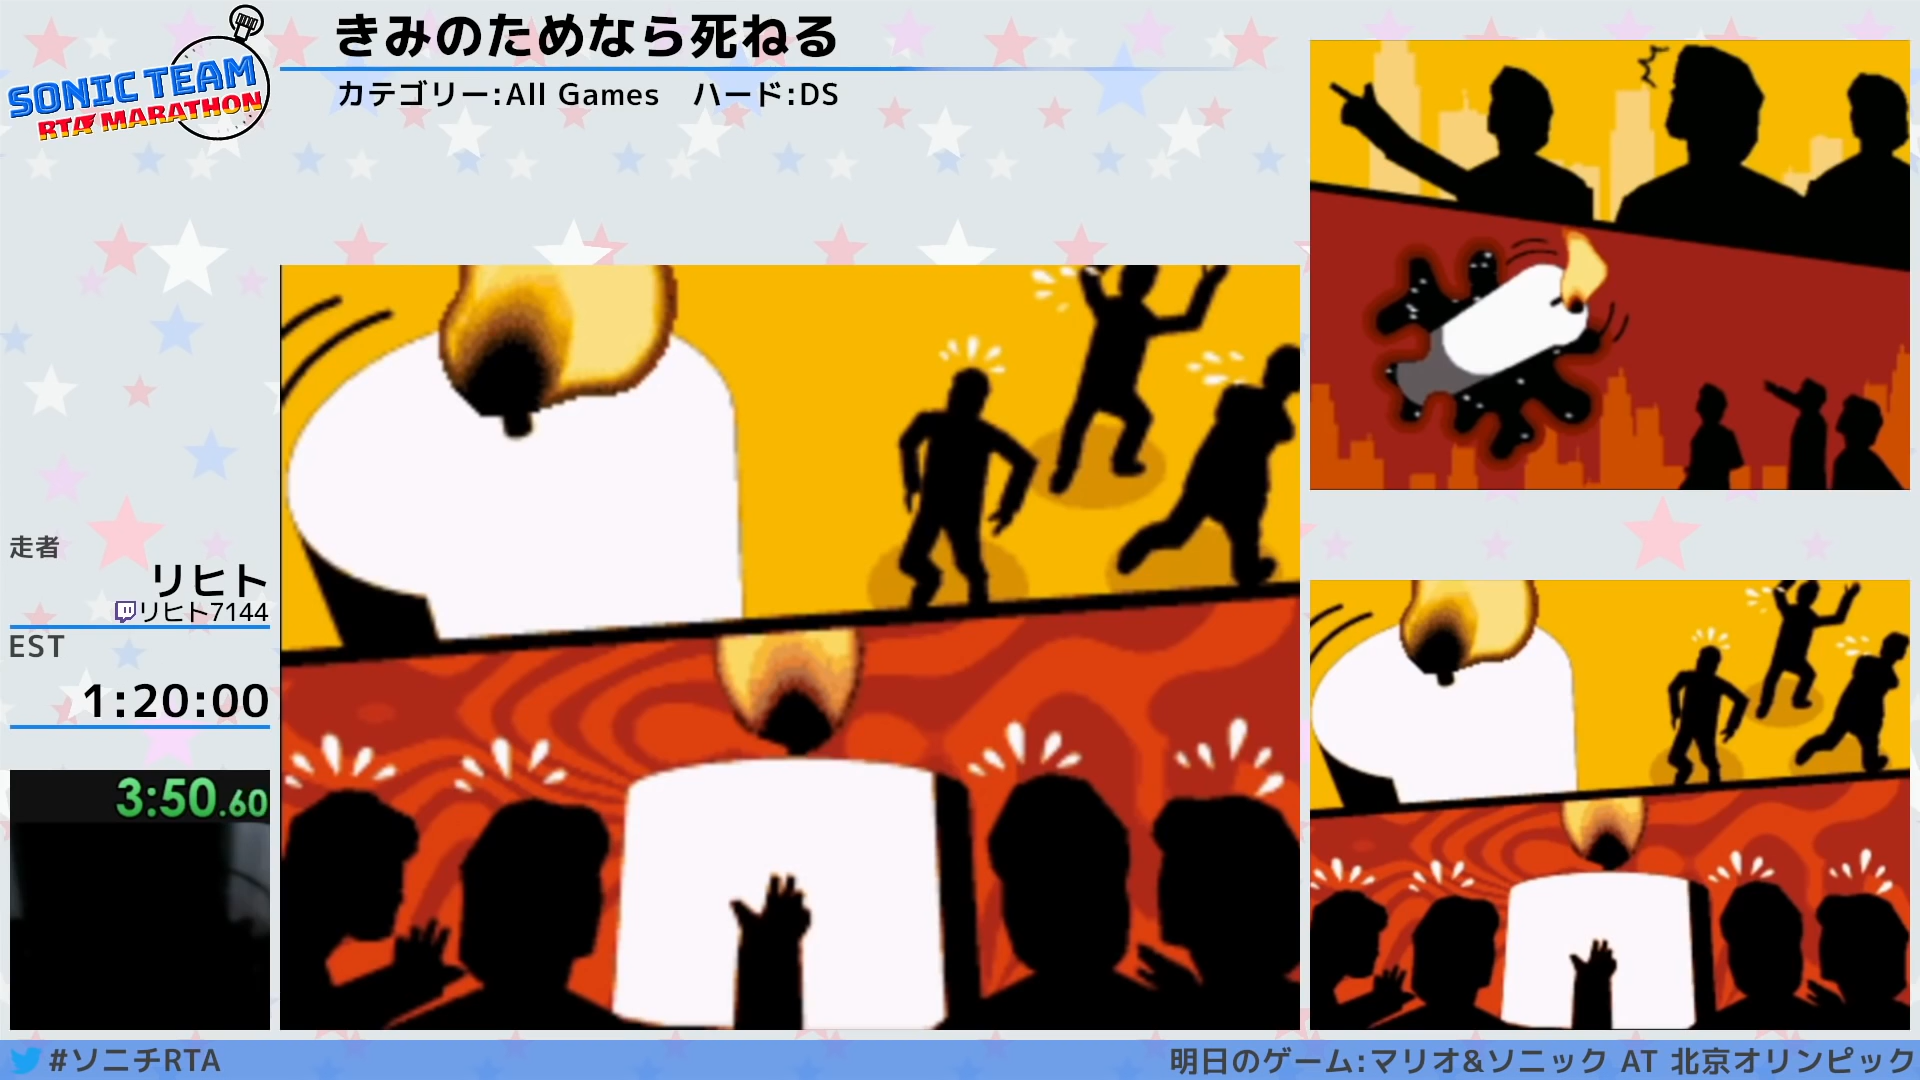 SONIC TEAM
RTA MARATHON
きみのためなら死ねる
カテゴリー:All Games ハード:DS
走者
リヒト
リヒト7144
EST
1:20:00
3:50.60
#ソニチRTA
明日のゲーム:マリオ&ソニック AT 北京オリンピック